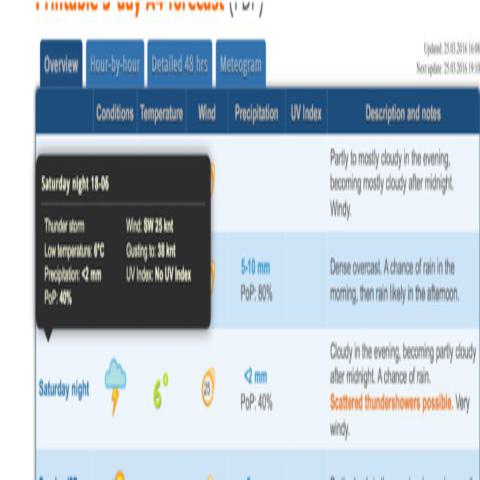 Printable 5-day A4 forecast (PDF)
Overview Hour-by-hour Detailed 48 hrs Meteogram
Updated: 25.03.2016 16:08
Next update: 25.03.2016 19:10
Conditions Temperature Wind Precipitation UV Index Description and notes
Partly to mostly cloudy in the evening,
becoming mostly cloudy after midnight.
Windy.
Saturday night 18-06
Thunder storm Wind: SW 25 knt
Low temperature: 6°C Gusting to: 38 knt
Precipitation: <2 mm UV Index: No UV Index
PoP: 40%
5-10 mm
PoP: 80%
Dense overcast. A chance of rain in the
morning, then rain likely in the afternoon.
Saturday night 6° 25
<2 mm
PoP: 40%
Cloudy in the evening, becoming partly cloudy
after midnight. A chance of rain.
Scattered thundershowers possible. Very
windy.